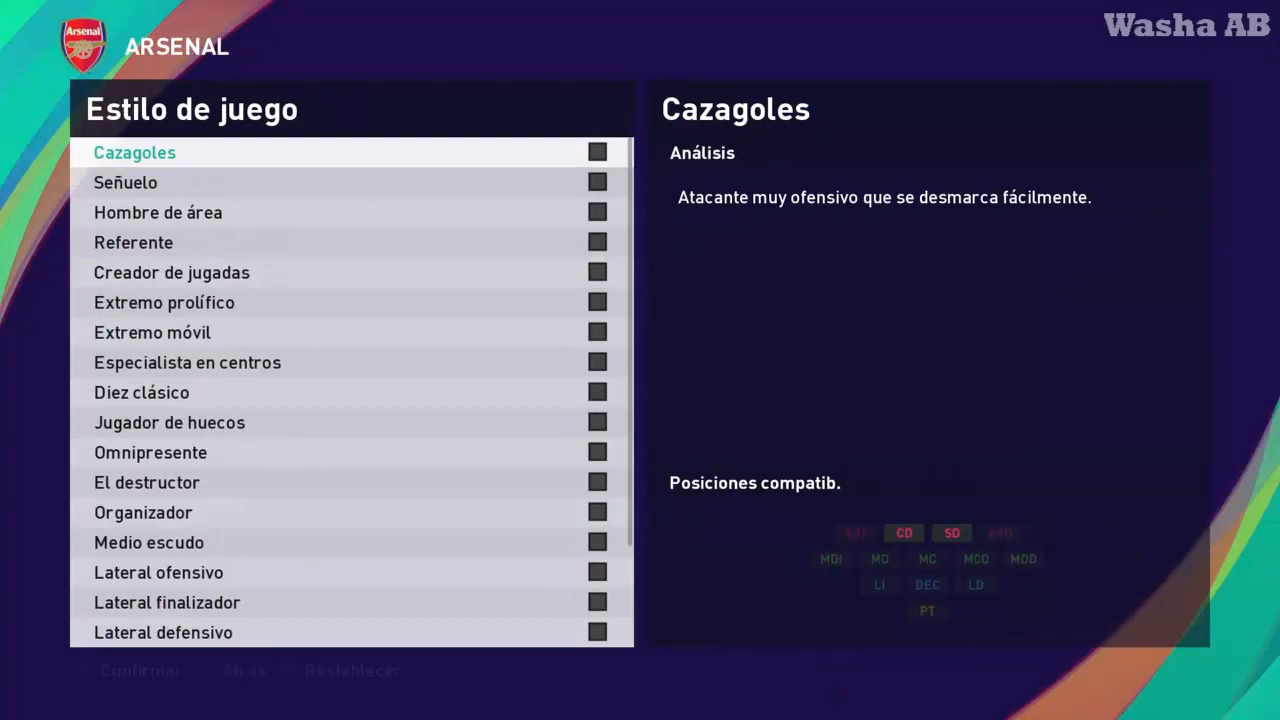 Washa AB
Arsenal
ARSENAL
Estilo de juego
Cazagoles
Señuelo
Hombre de área
Referente
Creador de jugadas
Extremo prolífico
Extremo móvil
Especialista en centros
Diez clásico
Jugador de huecos
Omnipresente
El destructor
Organizador
Medio escudo
Lateral ofensivo
Lateral finalizador
Lateral defensivo
Cazagoles
Análisis
Atacante muy ofensivo que se desmarca fácilmente.
Posiciones compatib.
CD SD
MDI MO MC MCD MDD
LI DEC LD
PT
Confirmar Atrás Restablecer